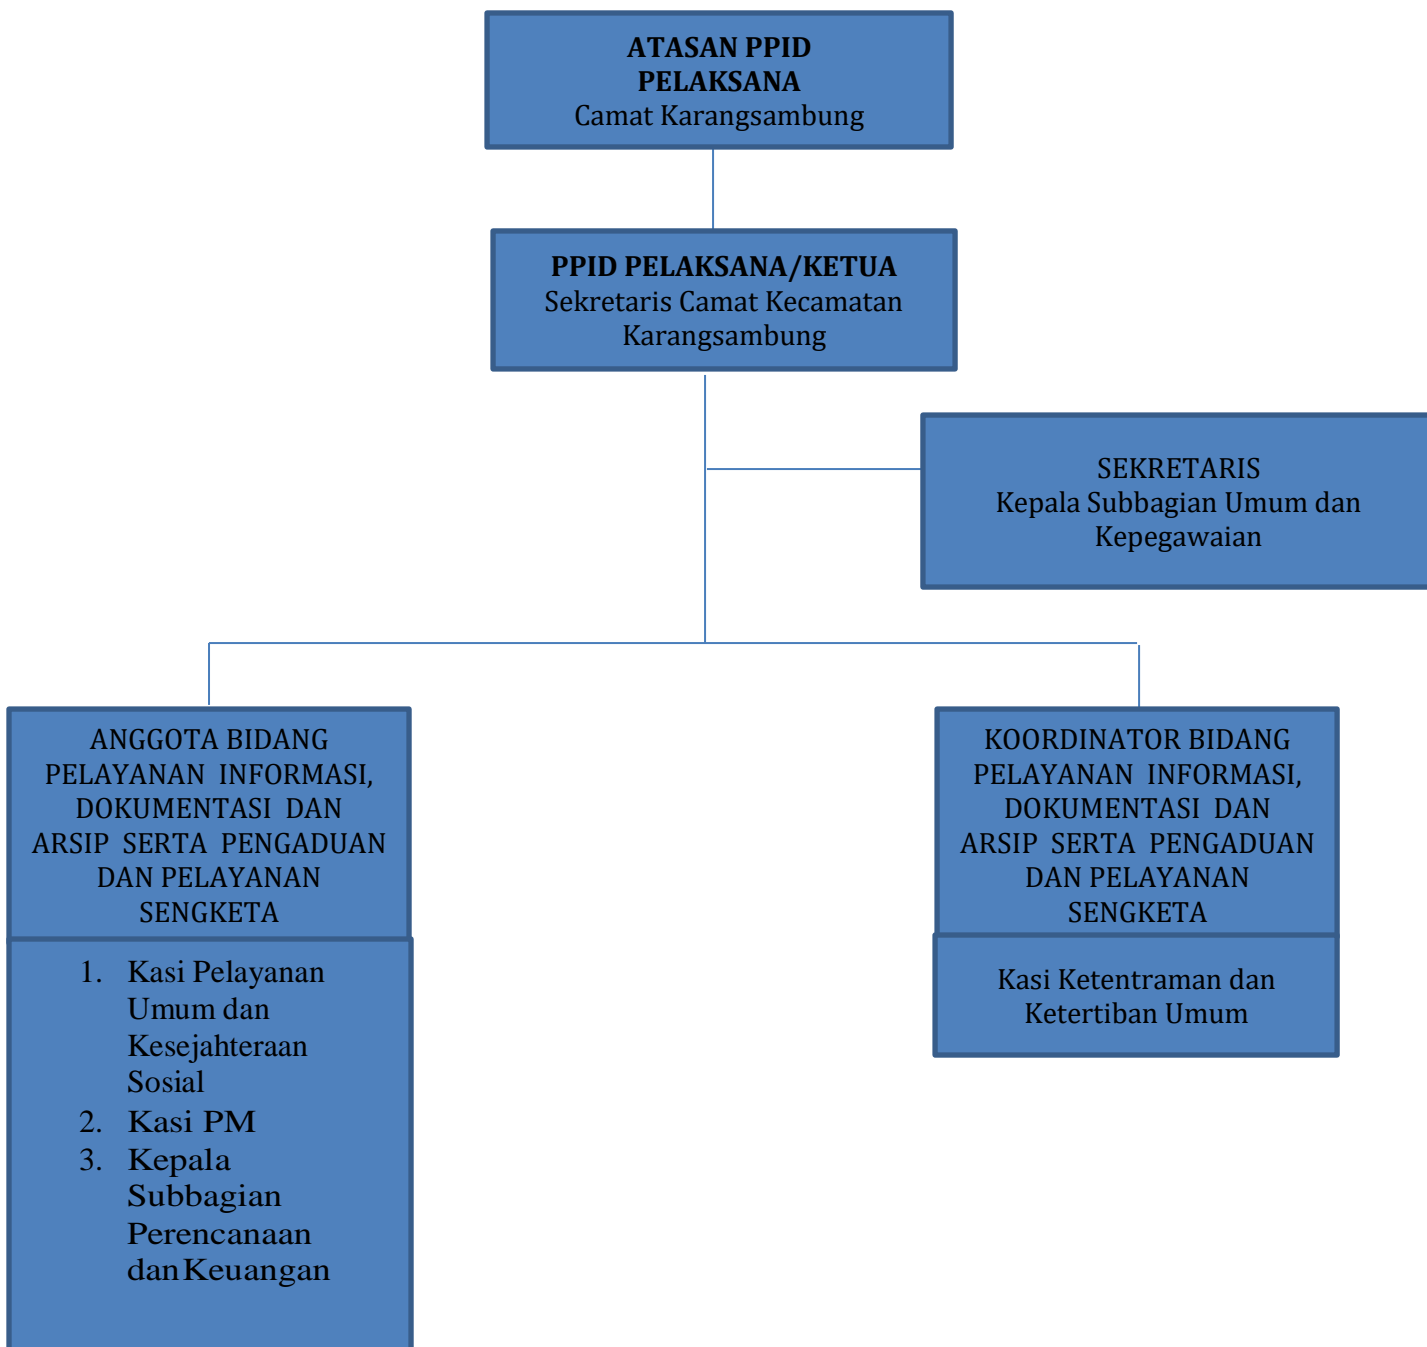 ATASAN PPID
PELAKSANA
Camat Karangsambung
PPID PELAKSANA/KETUA
Sekretaris Camat Kecamatan
Karangsambung
SEKRETARIS
Kepala Subbagian Umum dan
Kepegawaian
ANGGOTA BIDANG
PELAYANAN INFORMASI,
DOKUMENTASI DAN
ARSIP SERTA PENGADUAN
DAN PELAYANAN
SENGKETA
1. Kasi Pelayanan
Umum dan
Kesejahteraan
Sosial
2. Kasi PM
3. Kepala
Subbagian
Perencanaan
dan Keuangan
KOORDINATOR BIDANG
PELAYANAN INFORMASI,
DOKUMENTASI DAN
ARSIP SERTA PENGADUAN
DAN PELAYANAN
SENGKETA
Kasi Ketentraman dan
Ketertiban Umum